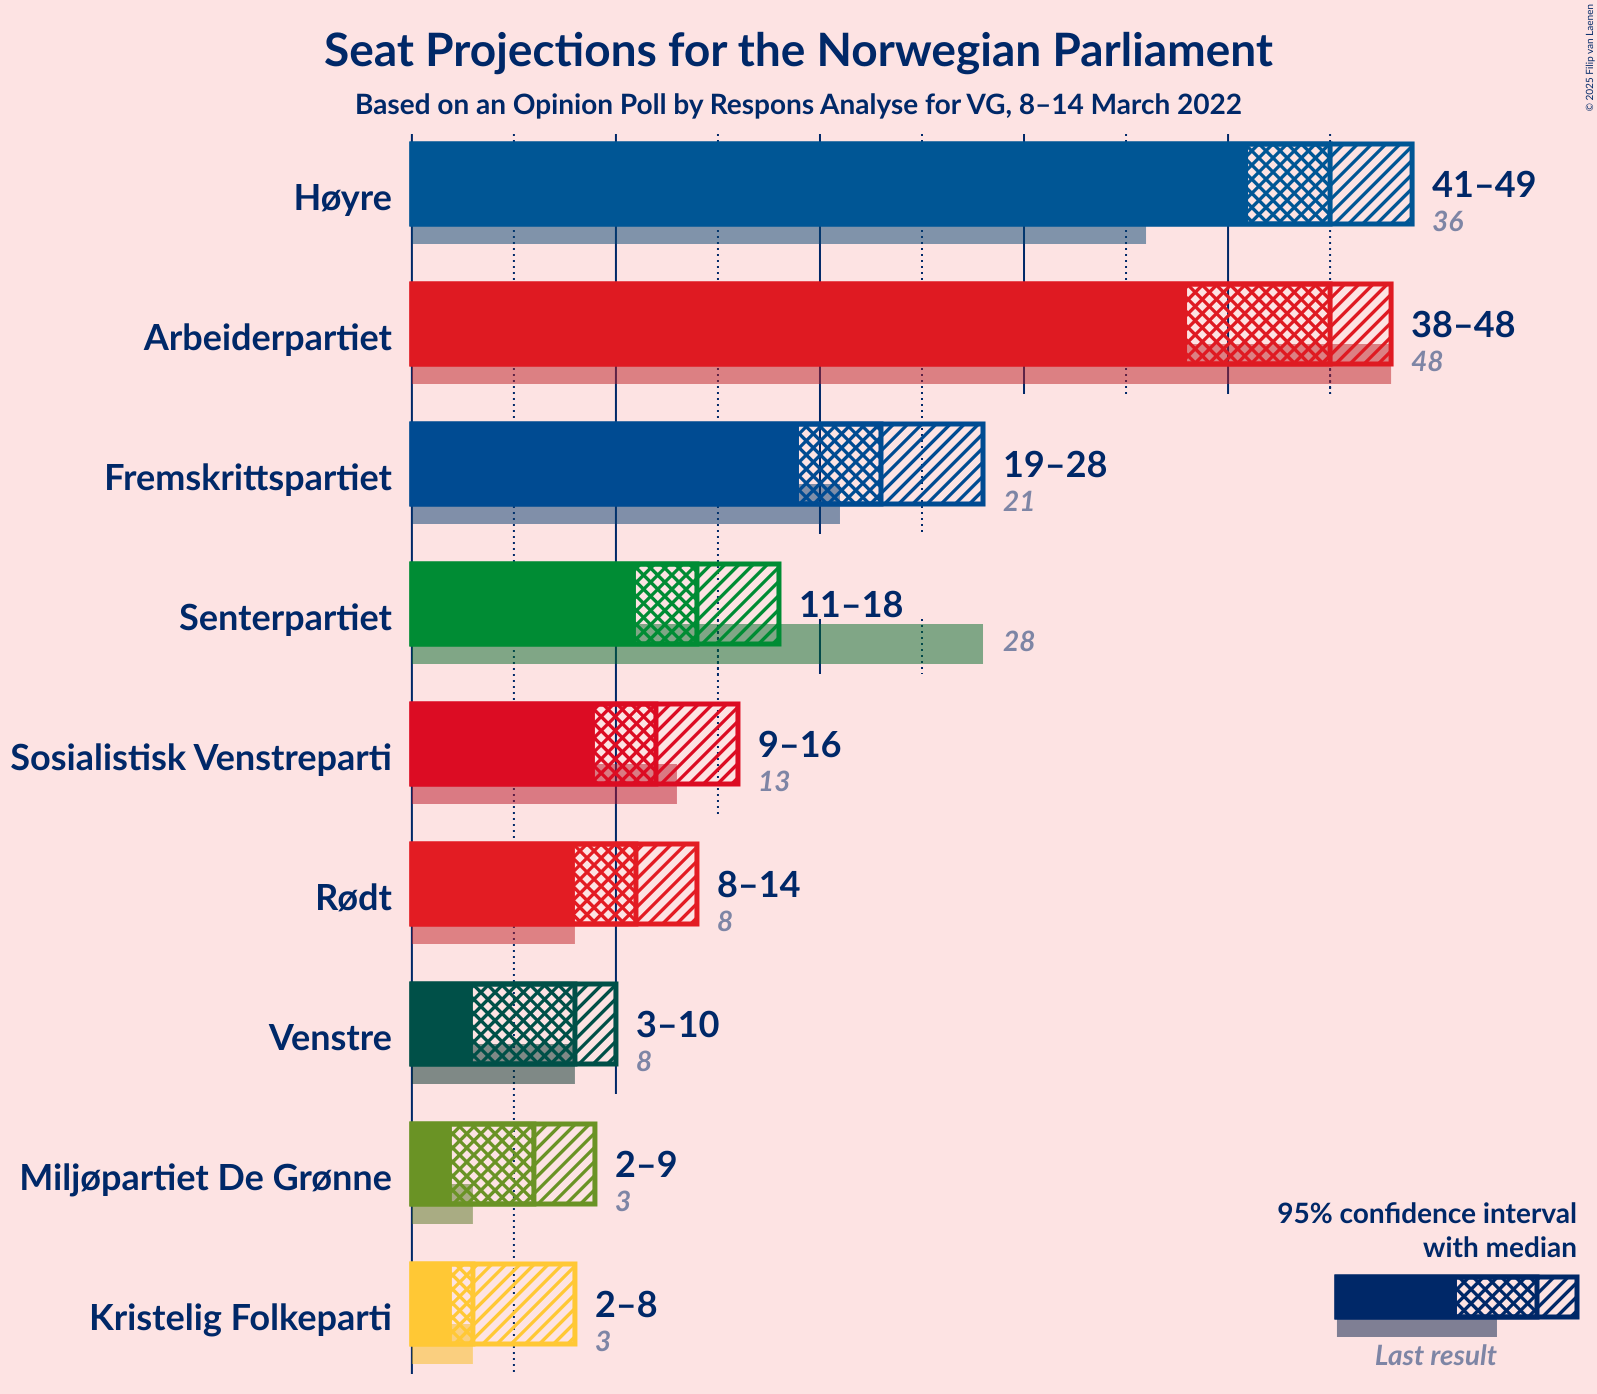 Seat Projections for the Norwegian Parliament
Based on an Opinion Poll by Respons Analyse for VG, 8–14 March 2022
© 2025 Filip van Laenen
Høyre
41–49
36
Arbeiderpartiet
38–48
48
Fremskrittspartiet
19–28
21
Senterpartiet
11–18
28
Sosialistisk Venstreparti
9–16
13
Rødt
8–14
8
Venstre
3–10
8
Miljøpartiet De Grønne
2–9
3
Kristelig Folkeparti
2–8
3
95% confidence interval
with median
Last result